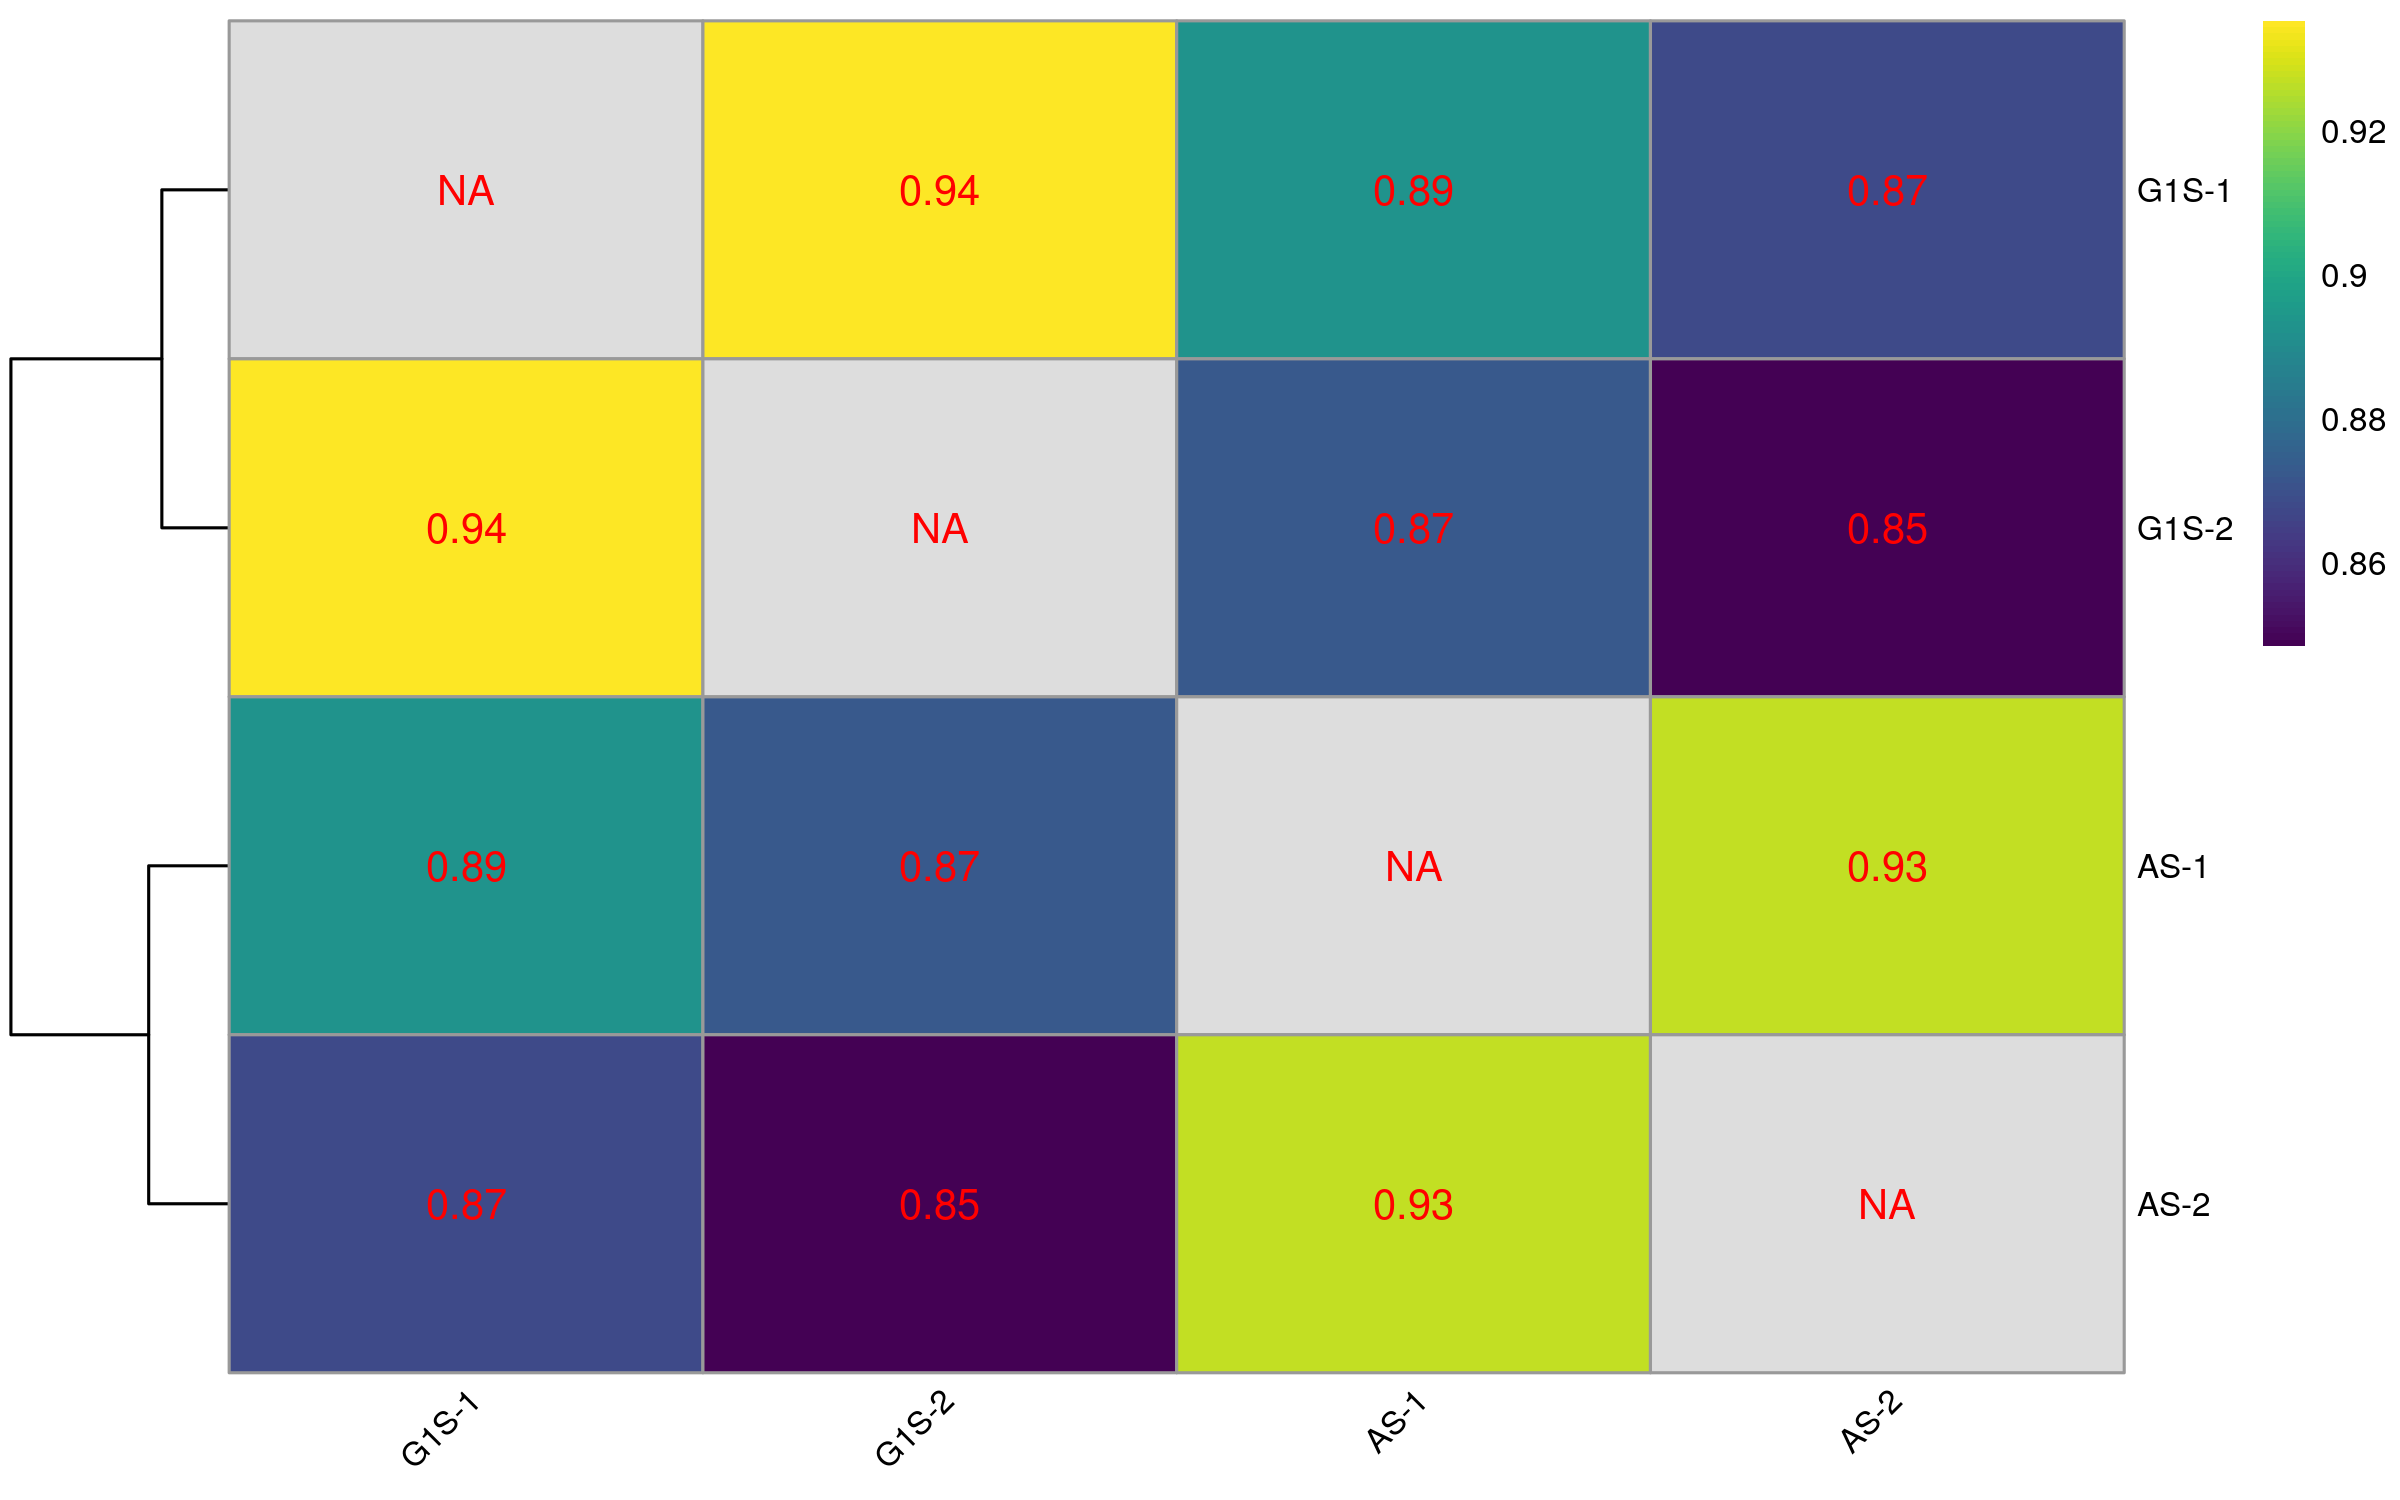 NA 0.94 0.89 0.87 G1S-1
0.94 NA 0.87 0.85 G1S-2
0.89 0.87 NA 0.93 AS-1
0.87 0.85 0.93 NA AS-2
G1S-1 G1S-2 AS-1 AS-2
0.92
0.9
0.88
0.86